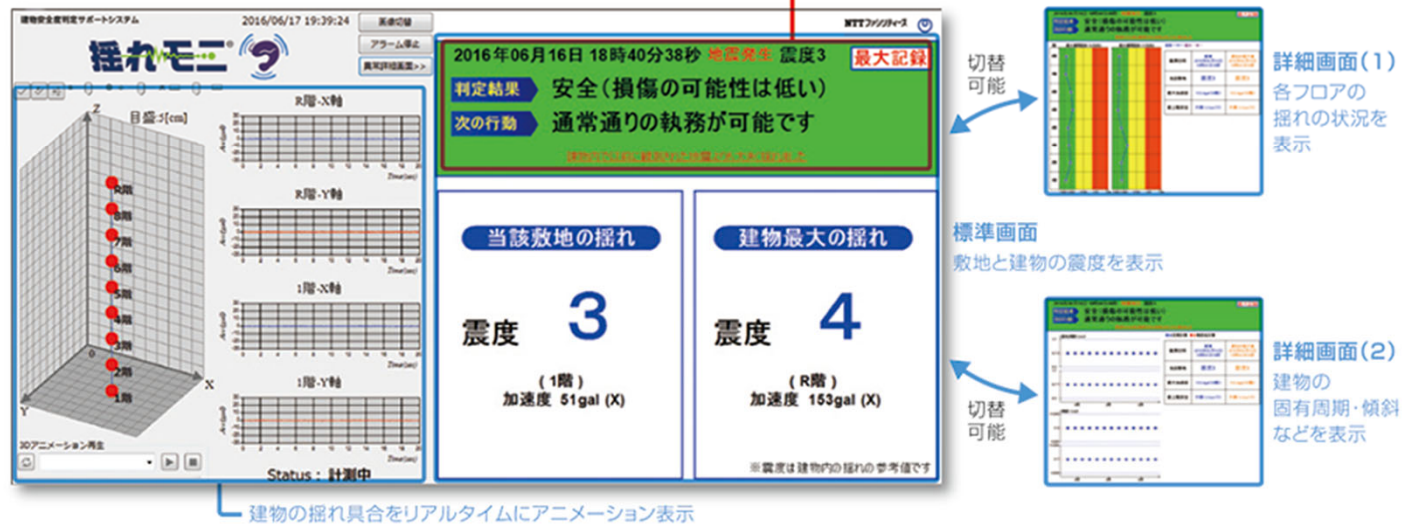 建物安全度判定サポートシステム
2016/06/17 19:39:24
画像切替
NTTファシリティーズ
揺れモニ®
アラーム停止
異常詳細画面>>
2016年06月16日 18時40分38秒 地震発生 震度3
最大記録
判定結果 安全(損傷の可能性は低い)
次の行動 通常通りの執務が可能です
目盛:5[cm]
Z
X
Y
0
R階
8階
7階
6階
5階
4階
3階
2階
1階
R階-X軸
Time(sec)
R階-Y軸
Time(sec)
1階-X軸
Time(sec)
1階-Y軸
Time(sec)
3Dアニメーション再生
Status : 計測中
当該敷地の揺れ
震度 3
(1階)
加速度 51gal (X)
建物最大の揺れ
震度 4
(R階)
加速度 153gal (X)
※震度は建物内の揺れの参考値です
切替
可能
詳細画面(1)
各フロアの
揺れの状況を
表示
標準画面
敷地と建物の震度を表示
切替
可能
詳細画面(2)
建物の
固有周期・傾斜
などを表示
建物の揺れ具合をリアルタイムにアニメーション表示